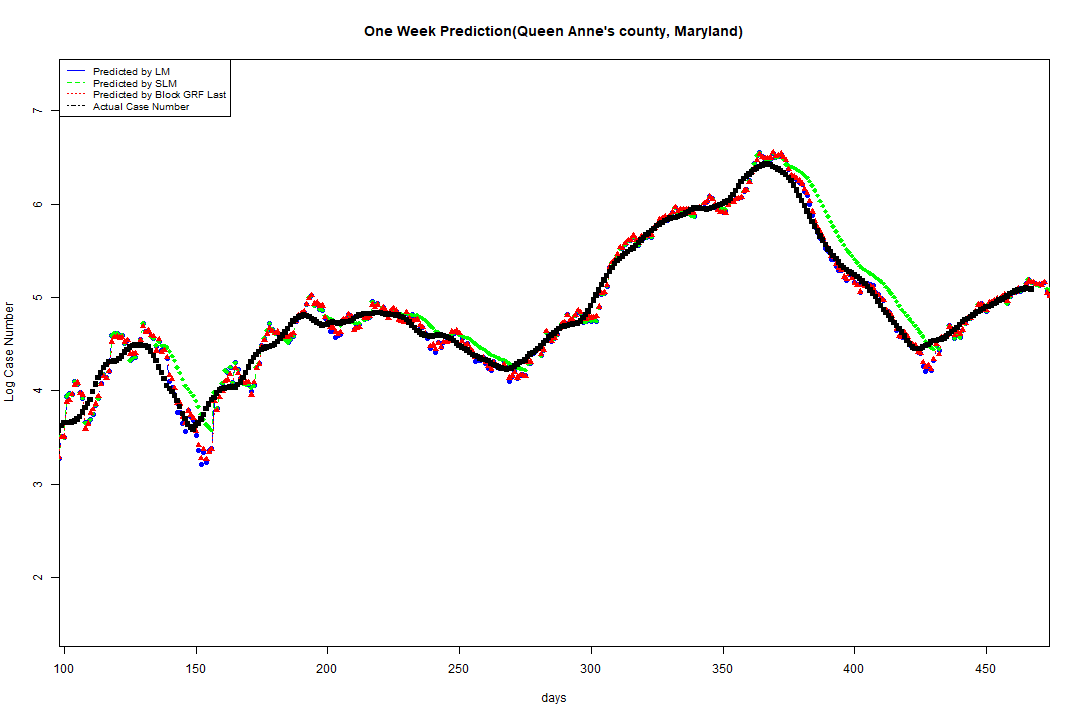 One Week Prediction(Queen Anne's county, Maryland)
Predicted by LM
Predicted by SLM
Predicted by Block GRF Last
Actual Case Number
7
6
5
4
3
2
Log Case Number
100 150 200 250 300 350 400 450
days